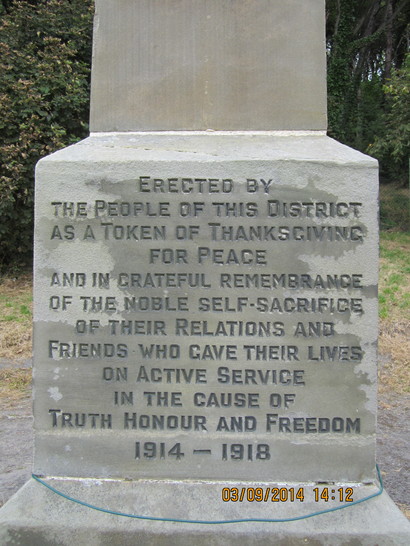 Erected by
the People of this District
as a Token of Thanksgiving
for Peace
and in grateful remembrance
of the noble self-sacrifice
of their Relations and
Friends who gave their lives
on Active Service
in the cause of
Truth Honour and Freedom
1914 – 1918
03/09/2014 14:12